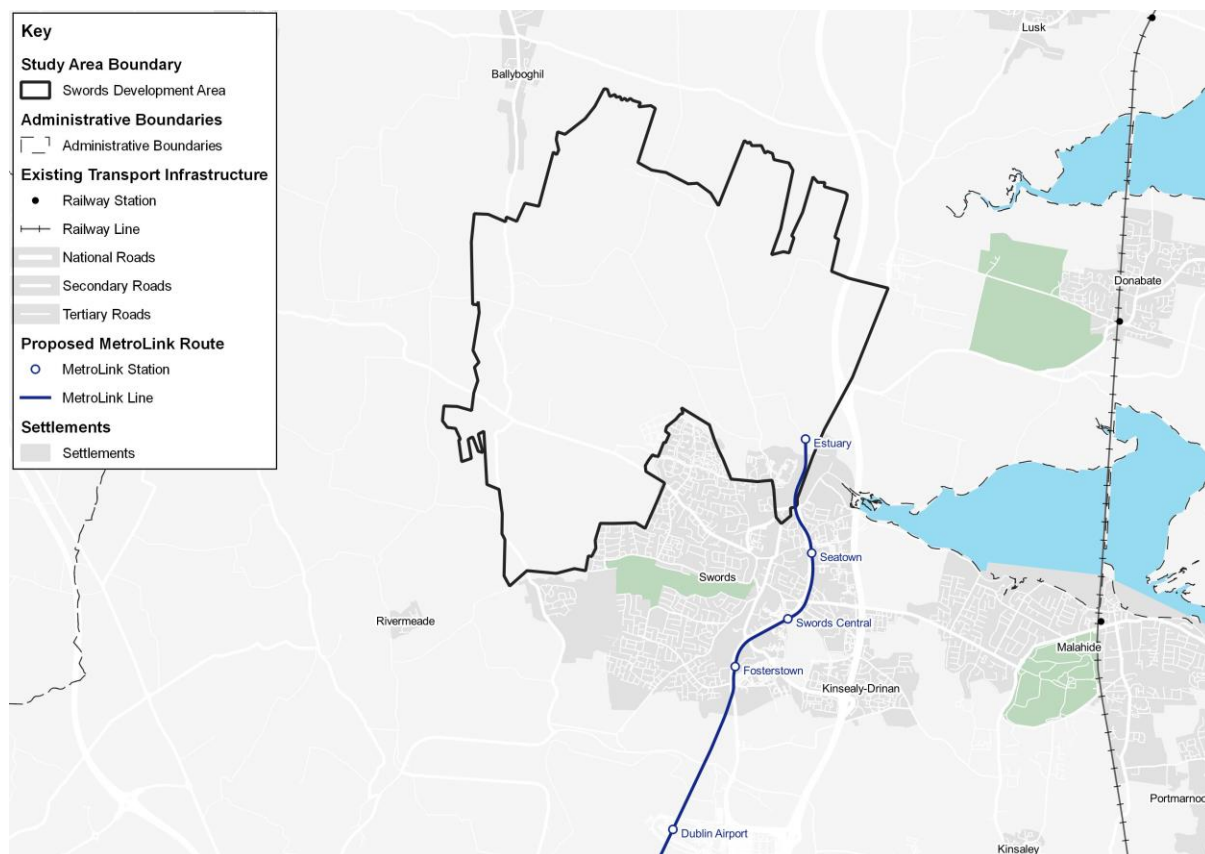 Key
Study Area Boundary
Swords Development Area
Administrative Boundaries
Administrative Boundaries
Existing Transport Infrastructure
Railway Station
Railway Line
National Roads
Secondary Roads
Tertiary Roads
Proposed MetroLink Route
MetroLink Station
MetroLink Line
Settlements
Settlements
Lusk
Ballyboghil
Donabate
Estuary
Seatown
Swords
Swords Central
Rivermeade
Malahide
Fosterstown
Kinsealy-Drinan
Portmarnoc
Dublin Airport
Kinsaley